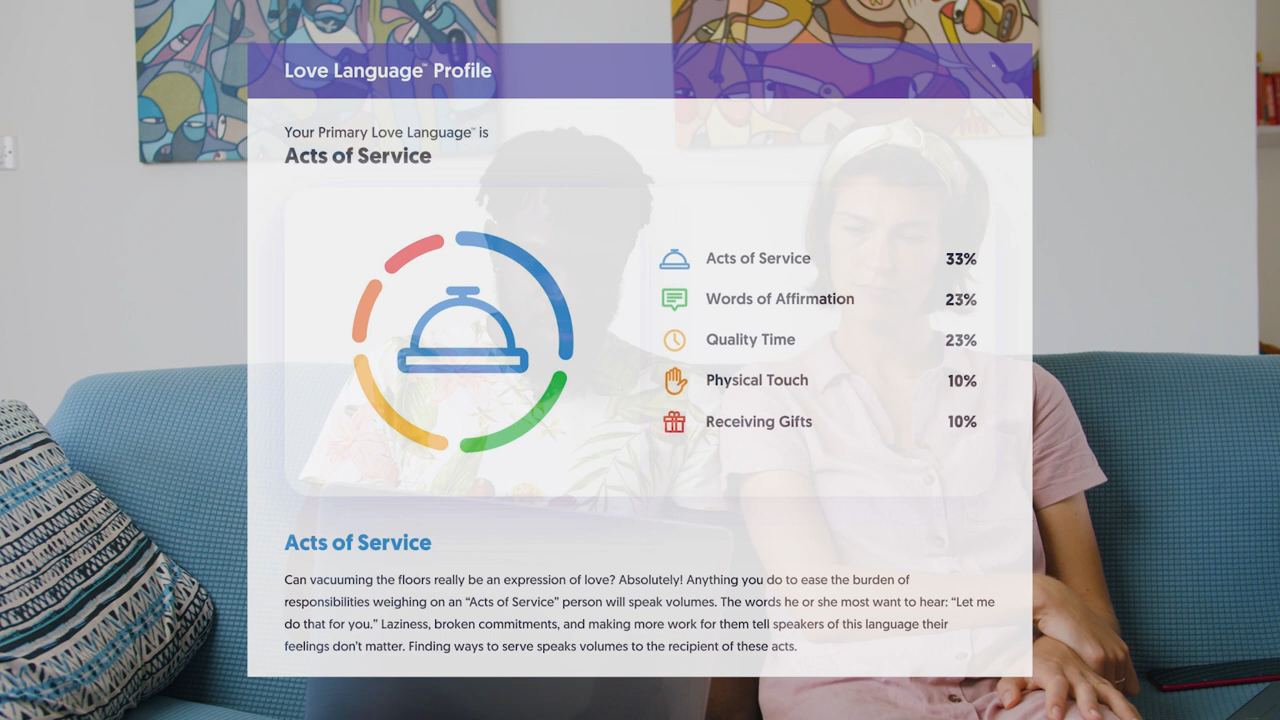 Love Language™ Profile
Your Primary Love Language™ is
Acts of Service
Acts of Service 33%
Words of Affirmation 23%
Quality Time 23%
Physical Touch 10%
Receiving Gifts 10%
Acts of Service
Can vacuuming the floors really be an expression of love? Absolutely! Anything you do to ease the burden of
responsibilities weighing on an “Acts of Service” person will speak volumes. The words he or she most want to hear: “Let me
do that for you.” Laziness, broken commitments, and making more work for them tell speakers of this language their
feelings don't matter. Finding ways to serve speaks volumes to the recipient of these acts.